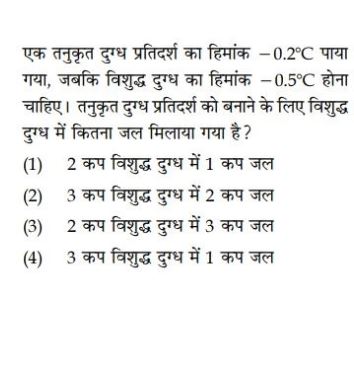 एक तनुकृत दुग्ध प्रतिदर्श का हिमांक –0.2°C पाया
गया, जबकि विशुद्ध दुग्ध का हिमांक –0.5°C होना
चाहिए। तनुकृत दुग्ध प्रतिदर्श को बनाने के लिए विशुद्ध
दुग्ध में कितना जल मिलाया गया है ?
(1) 2 कप विशुद्ध दुग्ध में 1 कप जल
(2) 3 कप विशुद्ध दुग्ध में 2 कप जल
(3) 2 कप विशुद्ध दुग्ध में 3 कप जल
(4) 3 कप विशुद्ध दुग्ध में 1 कप जल